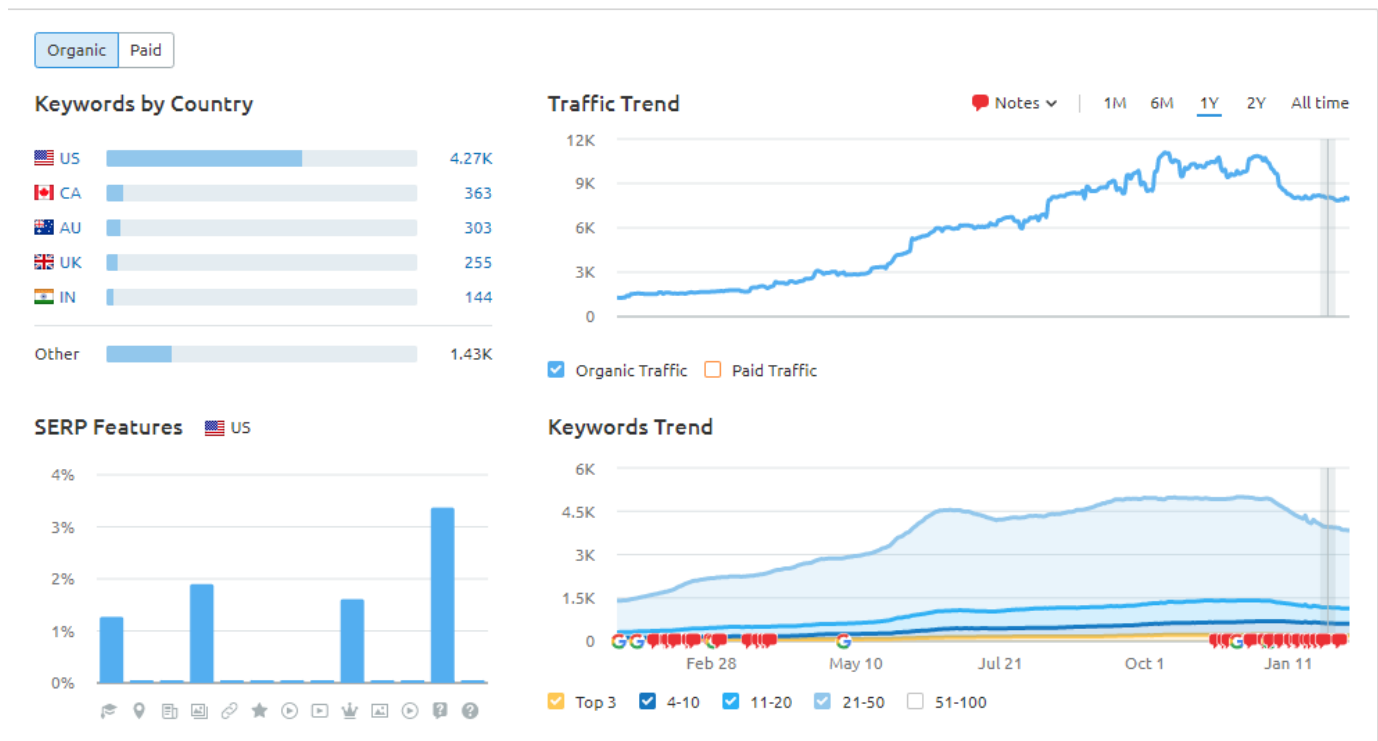 Organic Paid
Keywords by Country
US 4.27K
CA 363
AU 303
UK 255
IN 144
Other 1.43K
Traffic Trend
Notes 1M 6M 1Y 2Y All time
12K
9K
6K
3K
0
Organic Traffic Paid Traffic
SERP Features US
4%
3%
2%
1%
0%
Keywords Trend
6K
4.5K
3K
1.5K
0
Feb 28 May 10 Jul 21 Oct 1 Jan 11
Top 3 4-10 11-20 21-50 51-100